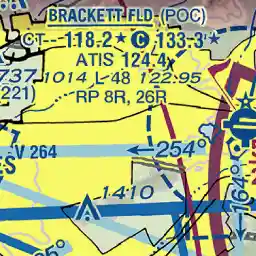 BRACKETT FLD (POC)
CT - 118.2 ★ C 133.3
ATIS 124.4
737 1014 L 48 122.95
221) RP 8R, 26R
V 264 254°
164°
1410